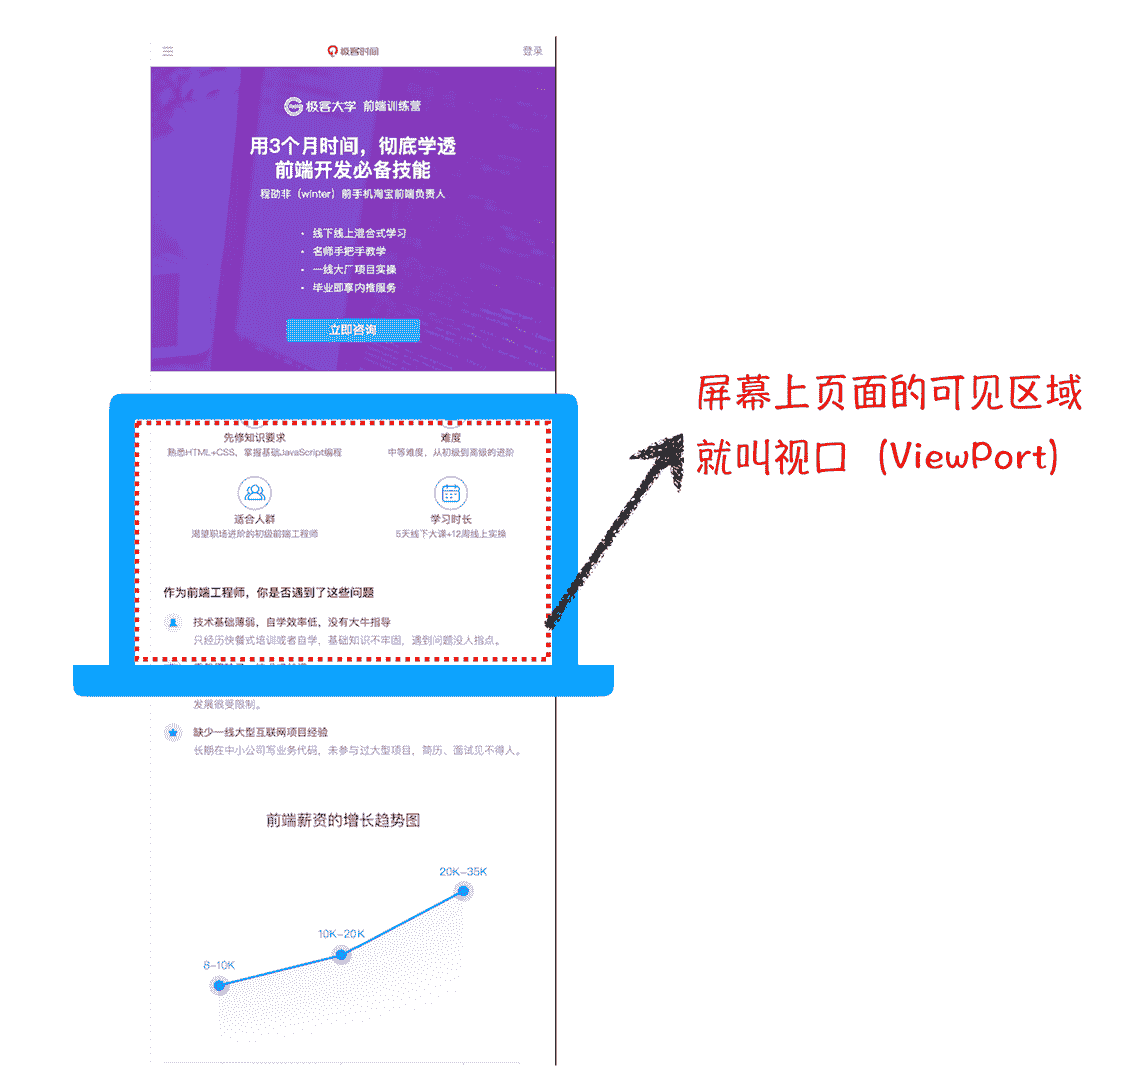 极客时间
登录
极客大学 前端训练营
用3个月时间，彻底学透
前端开发必备技能
程劭非（winter）前手机淘宝前端负责人
· 线下线上混合式学习
· 名师手把手教学
· 一线大厂项目实操
· 毕业即享内推服务
立即咨询
屏幕上页面的可见区域
就叫视口（ViewPort）
先修知识要求
难度
熟悉HTML+CSS、掌握基础JavaScript编程
中等难度，从初级到高级的进阶
适合人群
学习时长
渴望职场进阶的初级前端工程师
5天线下大课+12周线上实操
作为前端工程师，你是否遇到了这些问题
技术基础薄弱，自学效率低，没有大牛指导
只经历快餐式培训或者自学，基础知识不牢固，遇到问题没人指点。
发展很受限制。
缺少一线大型互联网项目经验
长期在中小公司写业务代码，未参与过大型项目，简历、面试见不得人。
前端薪资的增长趋势图
20K-35K
10K-20K
8-10K